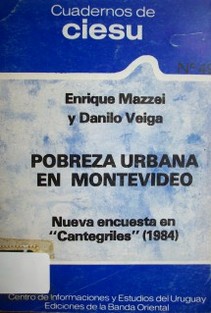 Cuadernos de
ciesu
Enrique Mazzei
y Danilo Veiga
POBREZA URBANA
EN MONTEVIDEO
Nueva encuesta en
"Cantegriles" (1984)
Centro de Informaciones y Estudios del Uruguay
Ediciones de la Banda Oriental